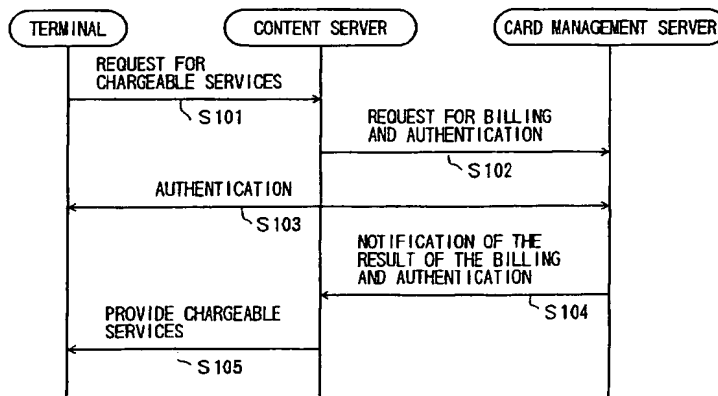 TERMINAL
CONTENT SERVER
CARD MANAGEMENT SERVER
REQUEST FOR
CHARGEABLE SERVICES
S101
REQUEST FOR BILLING
AND AUTHENTICATION
S102
AUTHENTICATION
S103
NOTIFICATION OF THE
RESULT OF THE BILLING
AND AUTHENTICATION
S104
PROVIDE CHARGEABLE
SERVICES
S105